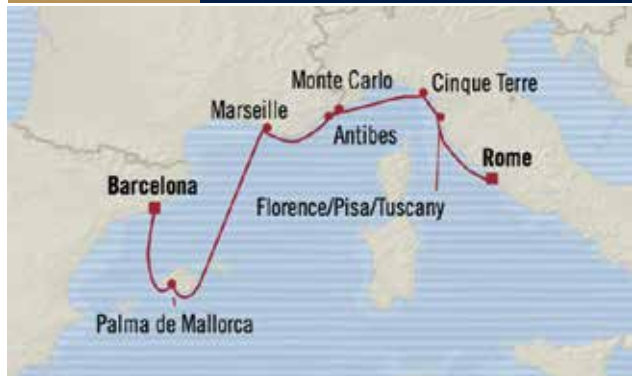 Monte Carlo
Cinque Terre
Marseille
Antibes
Rome
Barcelona
Florence/Pisa/Tuscany
Palma de Mallorca